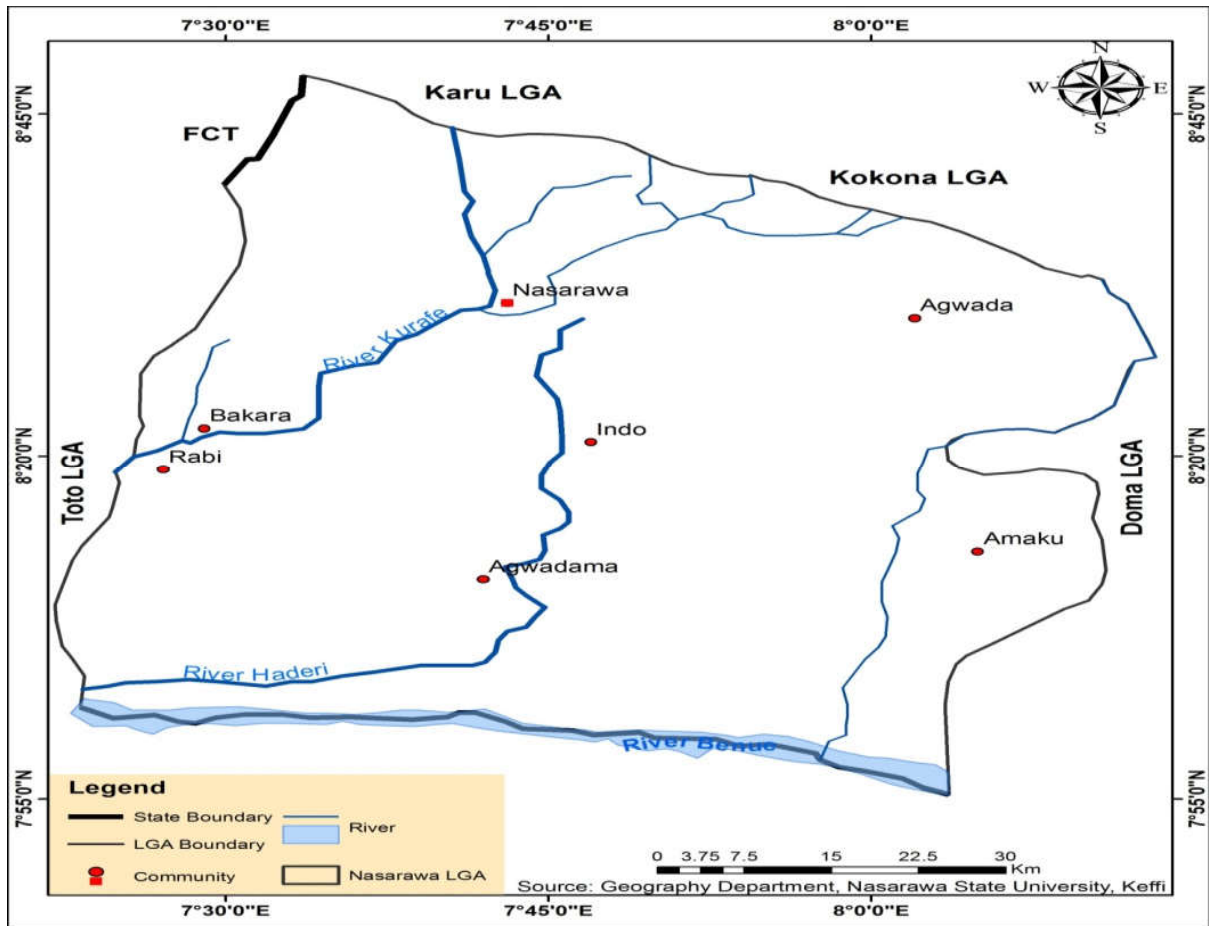 7°30'0"E 7°45'0"E 8°0'0"E
N
W E
S
Karu LGA
FCT
8°45'0"N 8°45'0"N
Kokona LGA
Nasarawa
Agwada
River Kurafe
Bakara
Indo
Rabi
8°20'0"N 8°20'0"N
Toto LGA
Doma LGA
Amaku
Agwadama
River Haderi
River Benue
7°55'0"N 7°55'0"N
Legend
State Boundary
River
LGA Boundary
Community
Nasarawa LGA
0 3.75 7.5 15 22.5 30
Km
Source: Geography Department, Nasarawa State University, Keffi
7°30'0"E 7°45'0"E 8°0'0"E